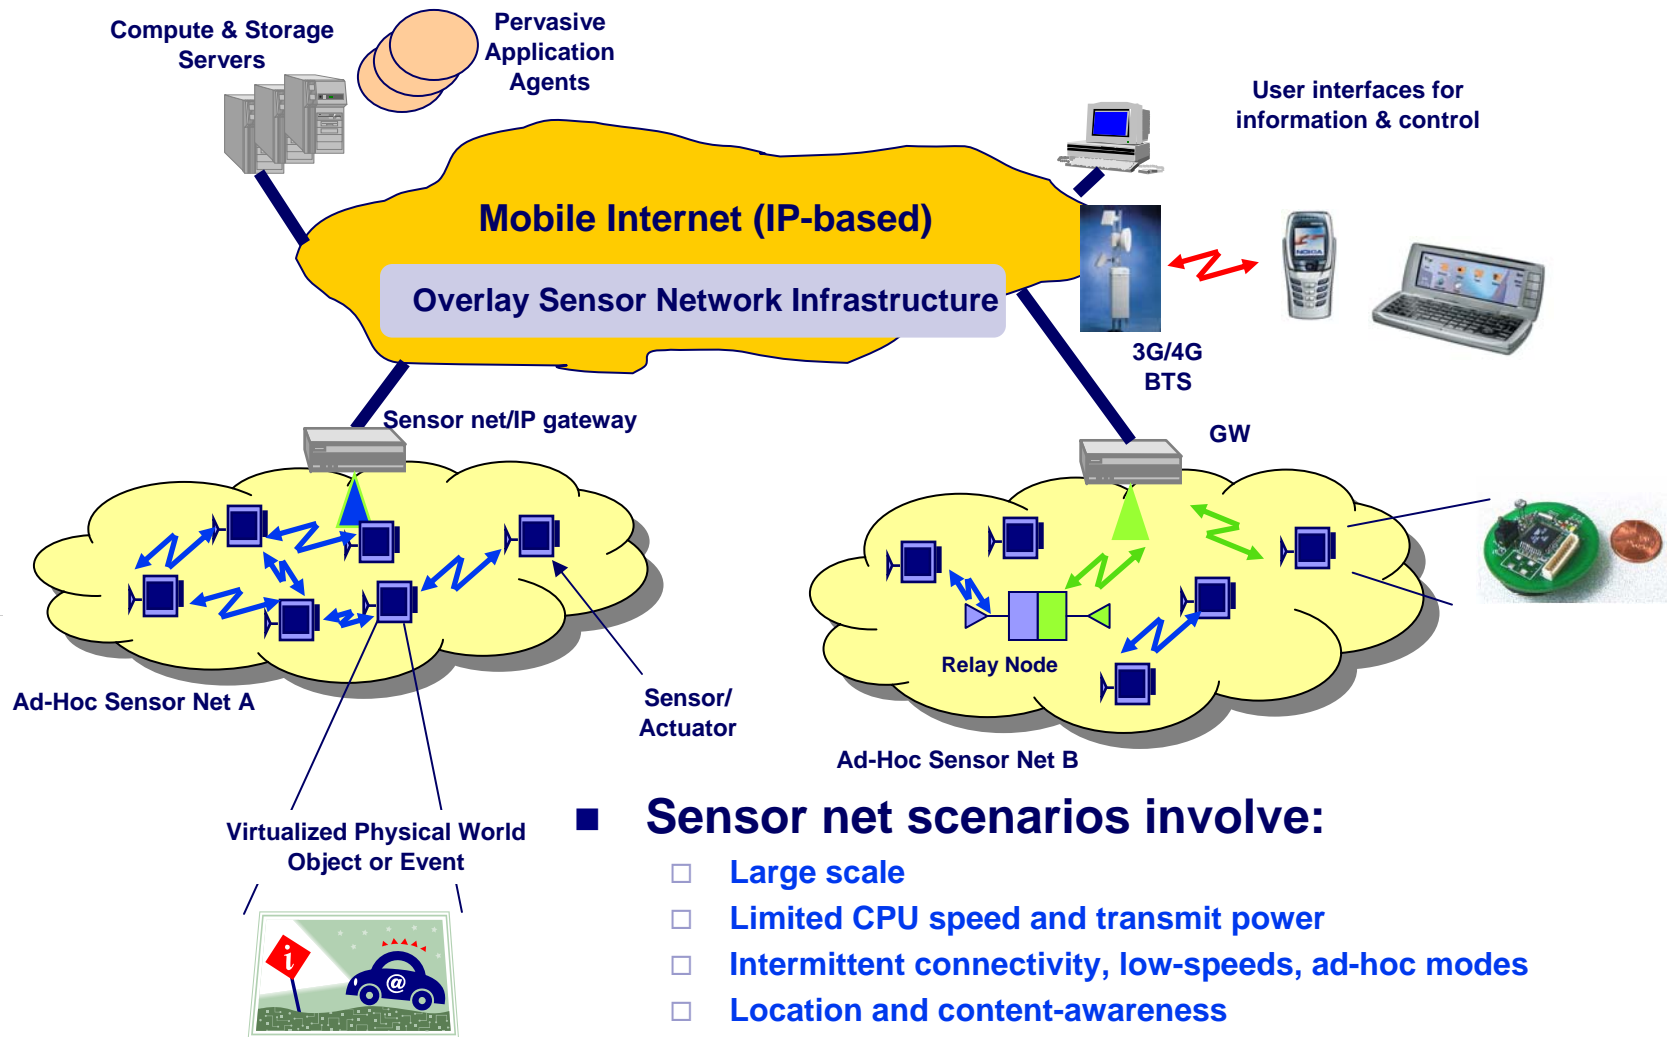 Compute & Storage
Servers
Pervasive
Application
Agents
User interfaces for
information & control
Mobile Internet (IP-based)
Overlay Sensor Network Infrastructure
NOKIA
3G/4G
BTS
Sensor net/IP gateway
GW
Relay Node
Ad-Hoc Sensor Net A
Sensor/
Actuator
Ad-Hoc Sensor Net B
Virtualized Physical World
Object or Event
i
@
Sensor net scenarios involve:
Large scale
Limited CPU speed and transmit power
Intermittent connectivity, low-speeds, ad-hoc modes
Location and content-awareness